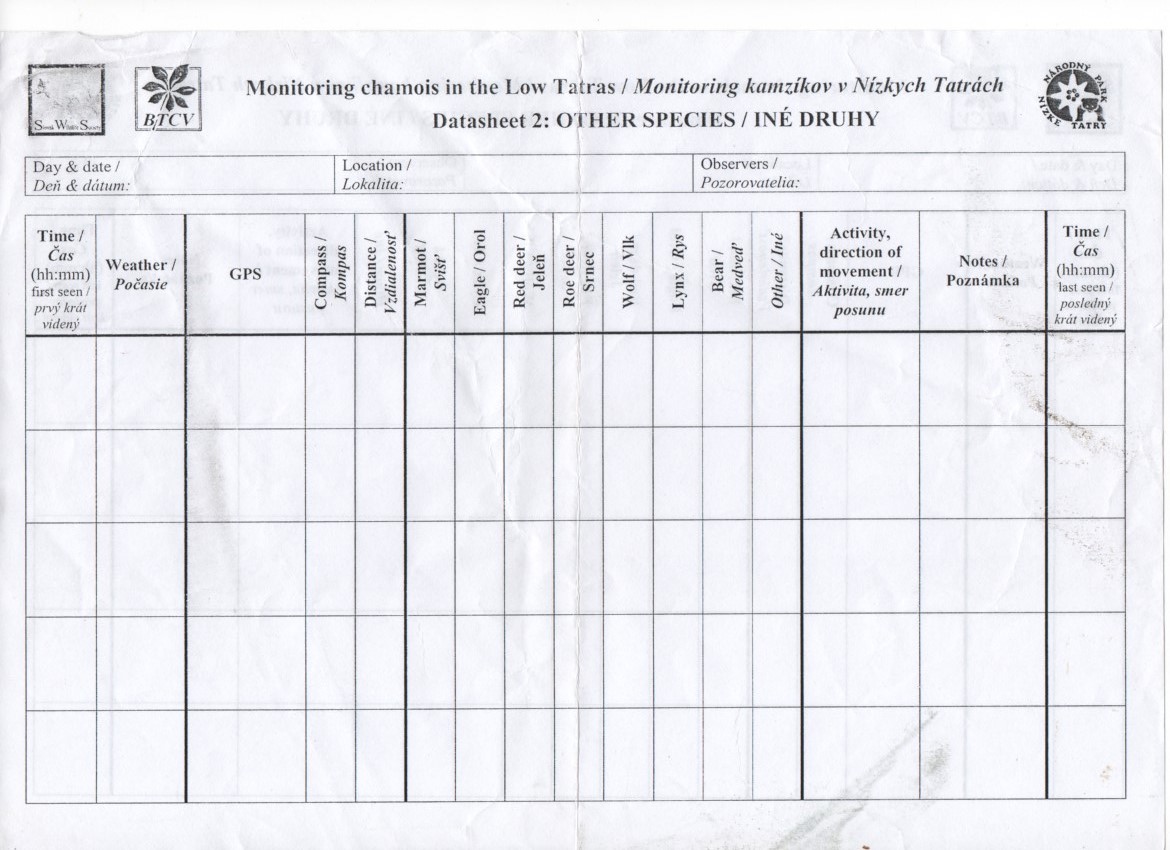 Slovak Wildlife Society
BTCV
Monitoring chamois in the Low Tatras / Monitoring kamzíkov v Nízkych Tatrách
Datasheet 2: OTHER SPECIES / INÉ DRUHY
NÁRODNÝ PARK
NÍZKE TATRY
Day & date /
Deň & dátum:
Location /
Lokalita:
Observers /
Pozorovatelia:
Time /
Čas
(hh:mm)
first seen /
prvý krát
videný
Weather /
Počasie
GPS
Compass /
Kompas
Distance /
Vzdialenosť
Marmot /
Svišť
Eagle / Orol
Red deer /
Jeleň
Roe deer /
Srnec
Wolf / Vlk
Lynx / Rys
Bear /
Medveď
Other / Iné
Activity,
direction of
movement /
Aktivita, smer
posunu
Notes /
Poznámka
Time /
Čas
(hh:mm)
last seen /
posledný
krát videný